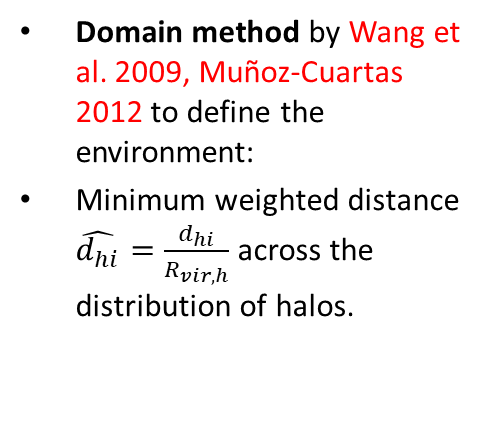 • Domain method by Wang et
al. 2009, Muñoz-Cuartas
2012 to define the
environment:
• Minimum weighted distance
$\widehat{d_{hi}} = \frac{d_{hi}}{R_{vir,h}}$ across the
distribution of halos.